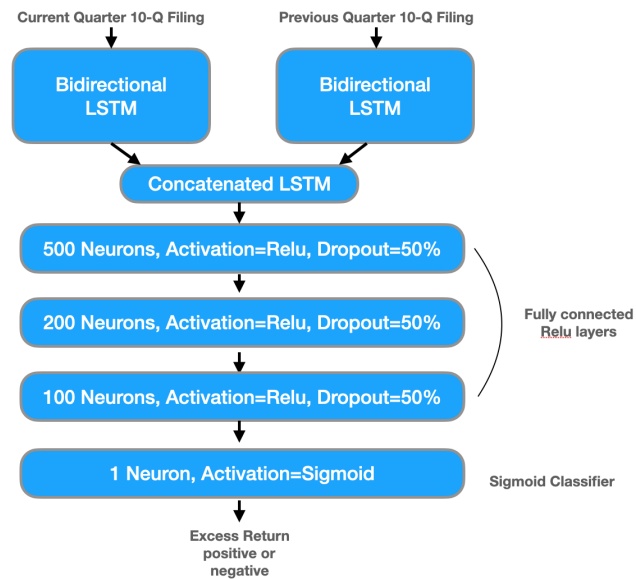 Current Quarter 10-Q Filing
Previous Quarter 10-Q Filing
Bidirectional
LSTM
Bidirectional
LSTM
Concatenated LSTM
500 Neurons, Activation=Relu, Dropout=50%
200 Neurons, Activation=Relu, Dropout=50%
Fully connected
Relu layers
100 Neurons, Activation=Relu, Dropout=50%
1 Neuron, Activation=Sigmoid
Sigmoid Classifier
Excess Return
positive or
negative